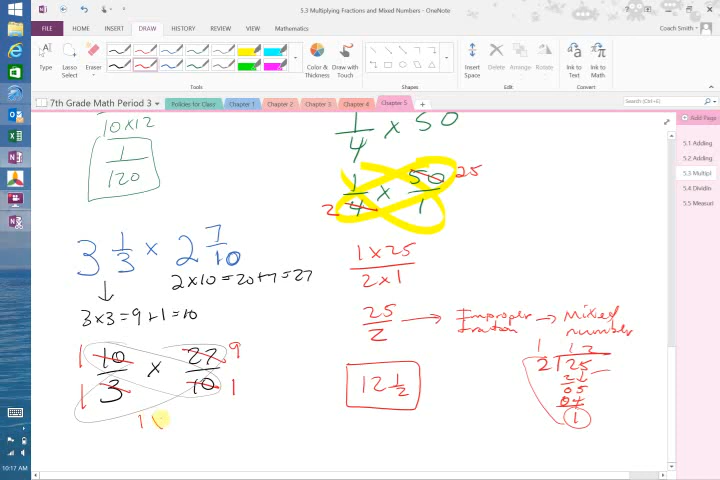 5.3 Multiplying Fractions and Mixed Numbers - OneNote
FILE HOME INSERT DRAW HISTORY REVIEW VIEW Mathematics
Coach Smith
Type Lasso Select Eraser Color & Thickness Draw with Touch Shapes Insert Space Delete Arrange Rotate Ink to Text Ink to Math
Tools Shapes Edit Convert
7th Grade Math Period 3 Policies for Class Chapter 1 Chapter 2 Chapter 3 Chapter 4 Chapter 5 +
Search (Ctrl+E)
Add Page
5.1 Adding
5.2 Adding
5.3 Multipl
5.4 Dividin
5.5 Measuri
10x12
1
120
1/4 x 50
1/4 x 50/1
25
2
1x25
2x1
25/2 → Improper fraction → Mixed number
12 1/2
1 12
2 25
2↓
05
04
1
3 1/3 x 2 7/10
2x10=20+7=27
3x3=9+1=10
1 10/3 x 27/10 9
1 1
1
10:17 AM